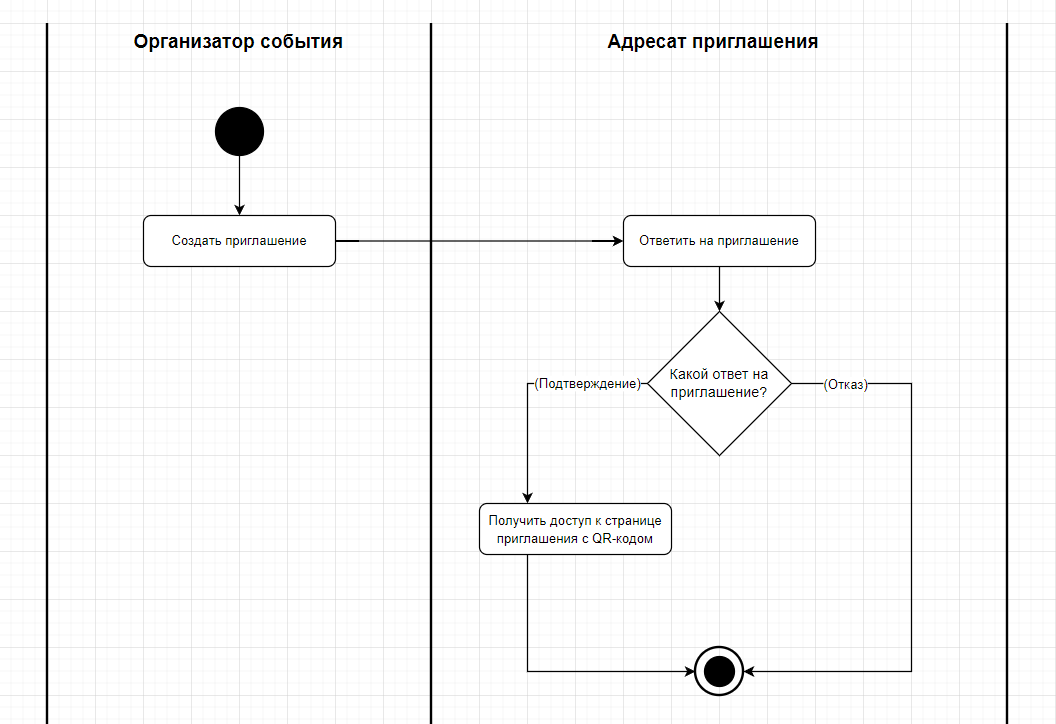 Организатор события
Адресат приглашения
Создать приглашение
Ответить на приглашение
Какой ответ на
приглашение?
(Подтверждение)
(Отказ)
Получить доступ к странице
приглашения с QR-кодом